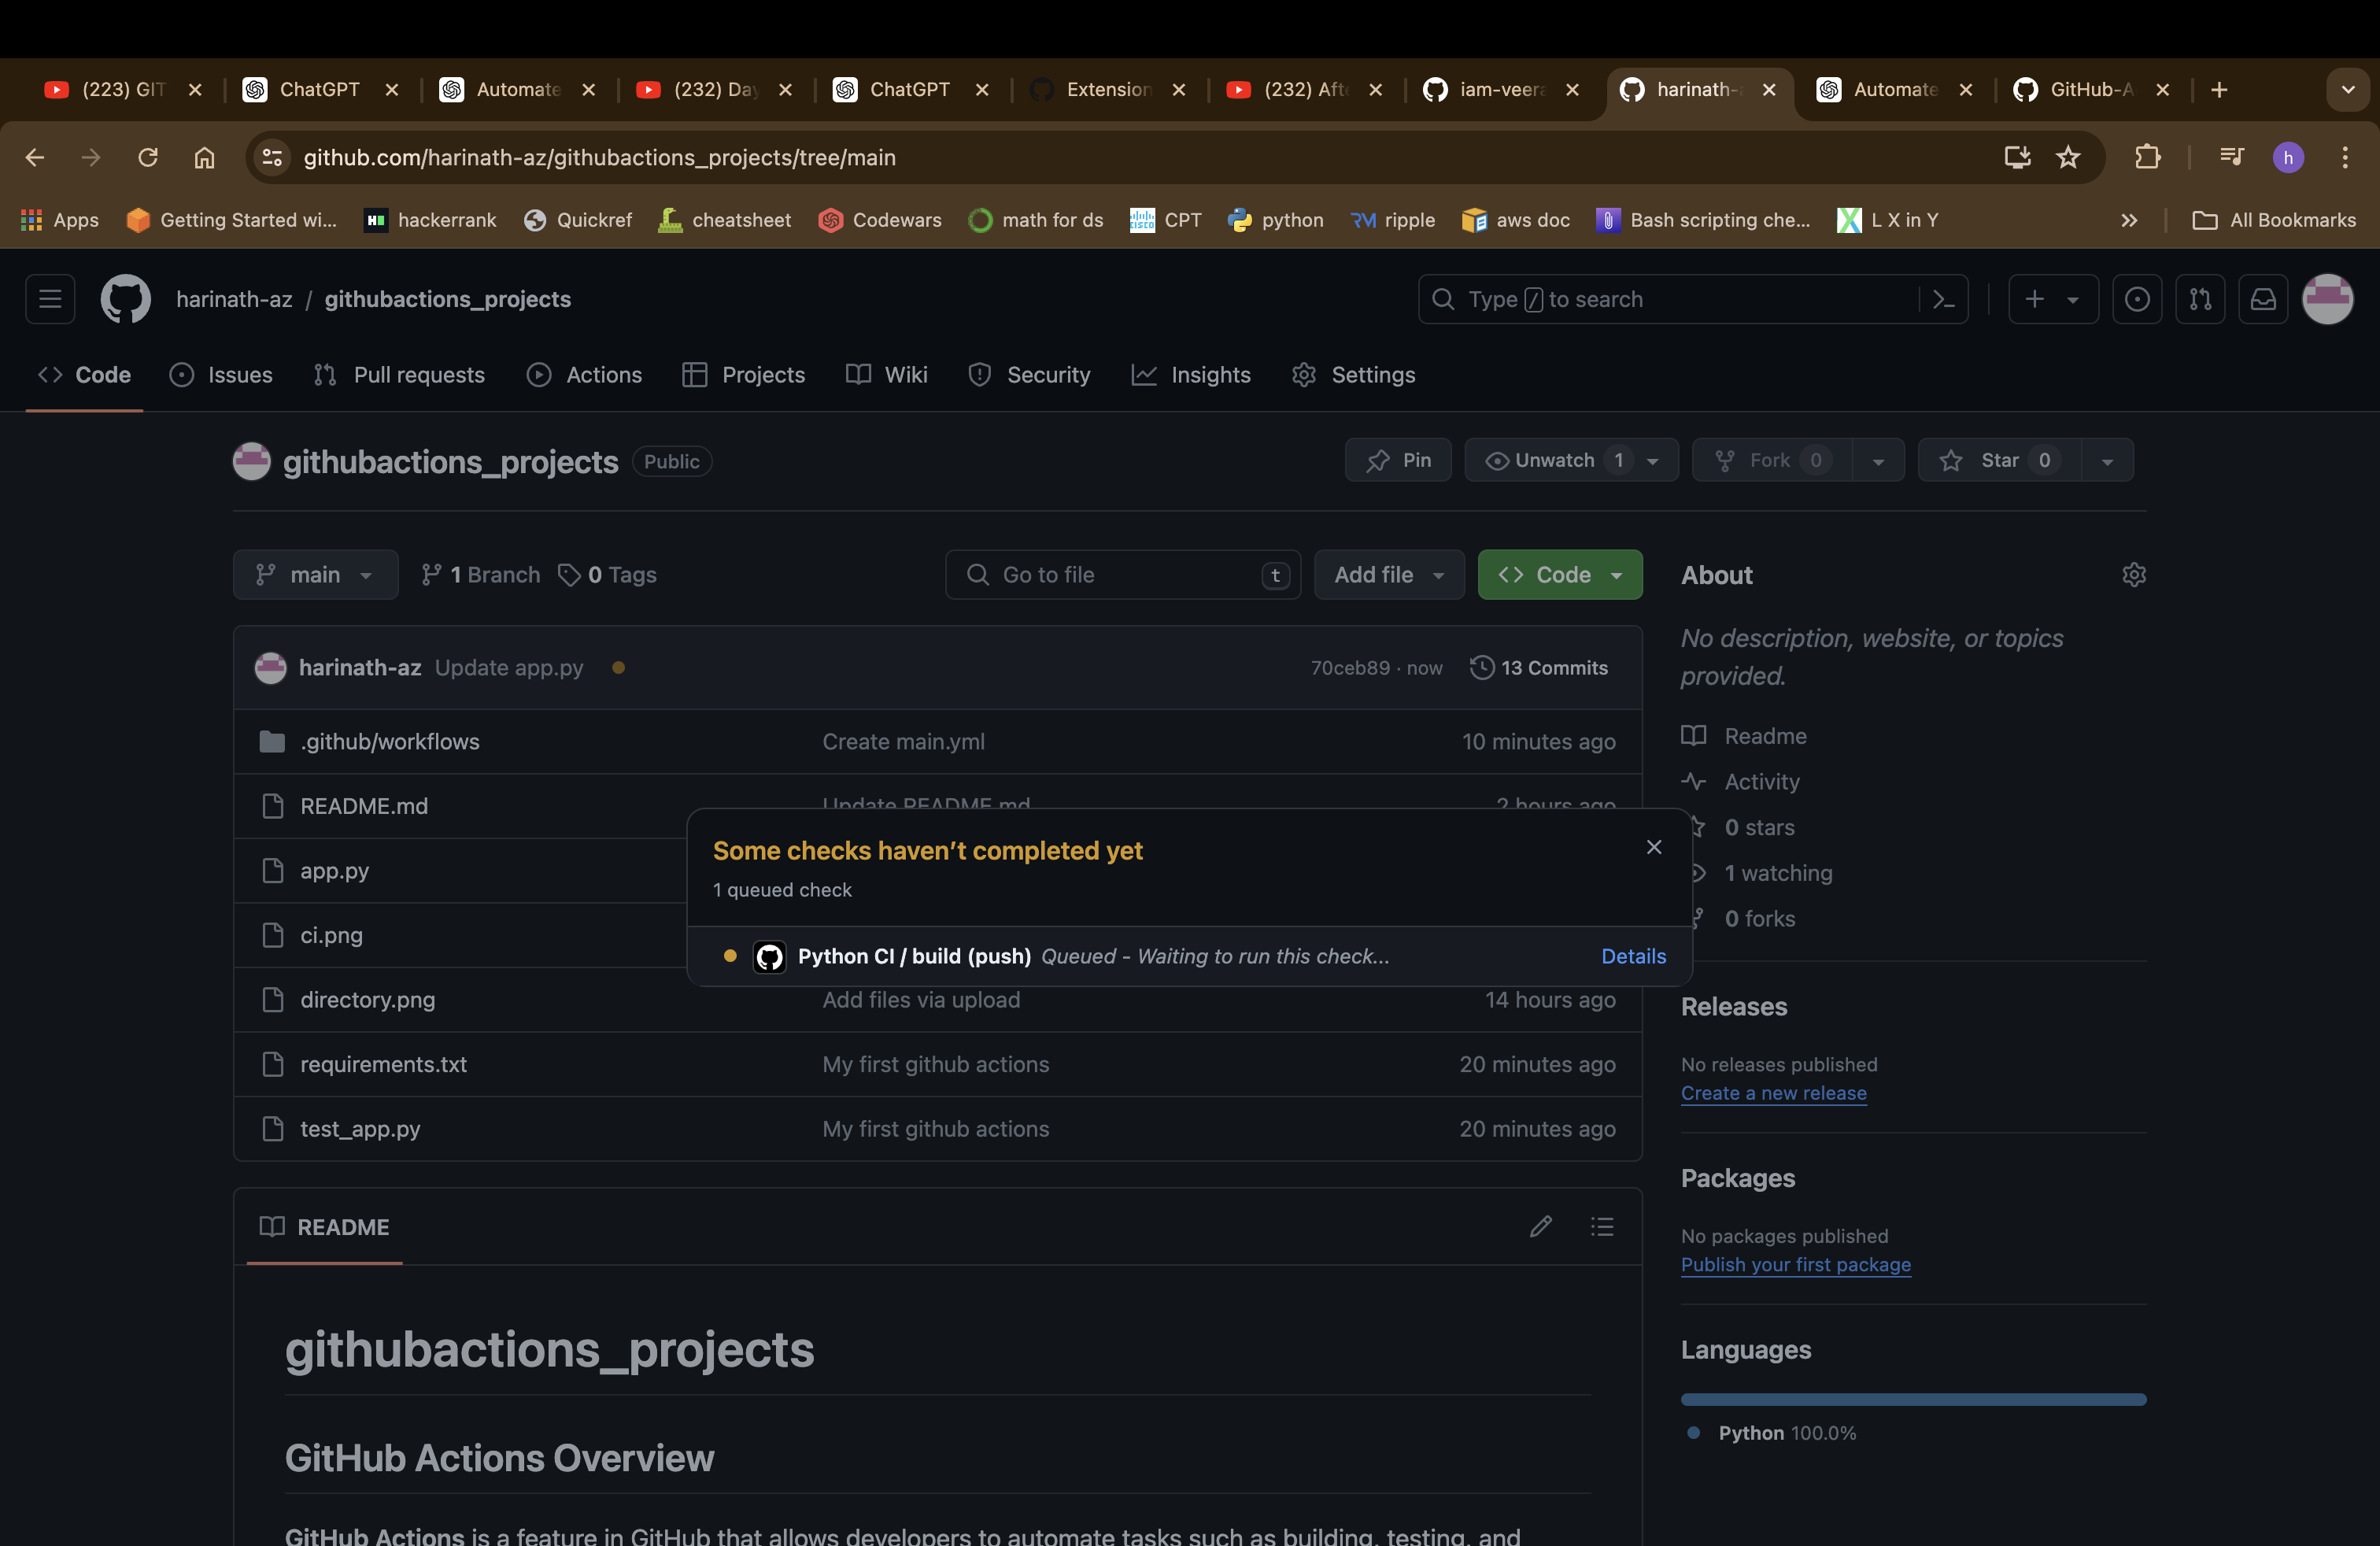 (223) GIT
ChatGPT
Automate
(232) Day
ChatGPT
Extension
(232) Afte
iam-veera
harinath-a
Automate
GitHub-A
github.com/harinath-az/githubactions_projects/tree/main
h
Apps
Getting Started wi...
hackerrank
Quickref
cheatsheet
Codewars
math for ds
CPT
python
ripple
aws doc
Bash scripting che...
L X in Y
All Bookmarks
harinath-az / githubactions_projects
Type / to search
Code
Issues
Pull requests
Actions
Projects
Wiki
Security
Insights
Settings
githubactions_projects Public
Pin
Unwatch 1
Fork 0
Star 0
main
1 Branch
0 Tags
Go to file t
Add file
Code
About
No description, website, or topics
provided.
harinath-az Update app.py
70ceb89 · now
13 Commits
.github/workflows Create main.yml 10 minutes ago
README.md Update README.md 2 hours ago
app.py
ci.png
directory.png Add files via upload 14 hours ago
requirements.txt My first github actions 20 minutes ago
test_app.py My first github actions 20 minutes ago
Some checks haven’t completed yet
1 queued check
Python CI / build (push) Queued - Waiting to run this check... Details
Readme
Activity
0 stars
1 watching
0 forks
Releases
No releases published
Create a new release
Packages
No packages published
Publish your first package
Languages
Python 100.0%
README
githubactions_projects
GitHub Actions Overview
GitHub Actions is a feature in GitHub that allows developers to automate tasks such as building, testing, and